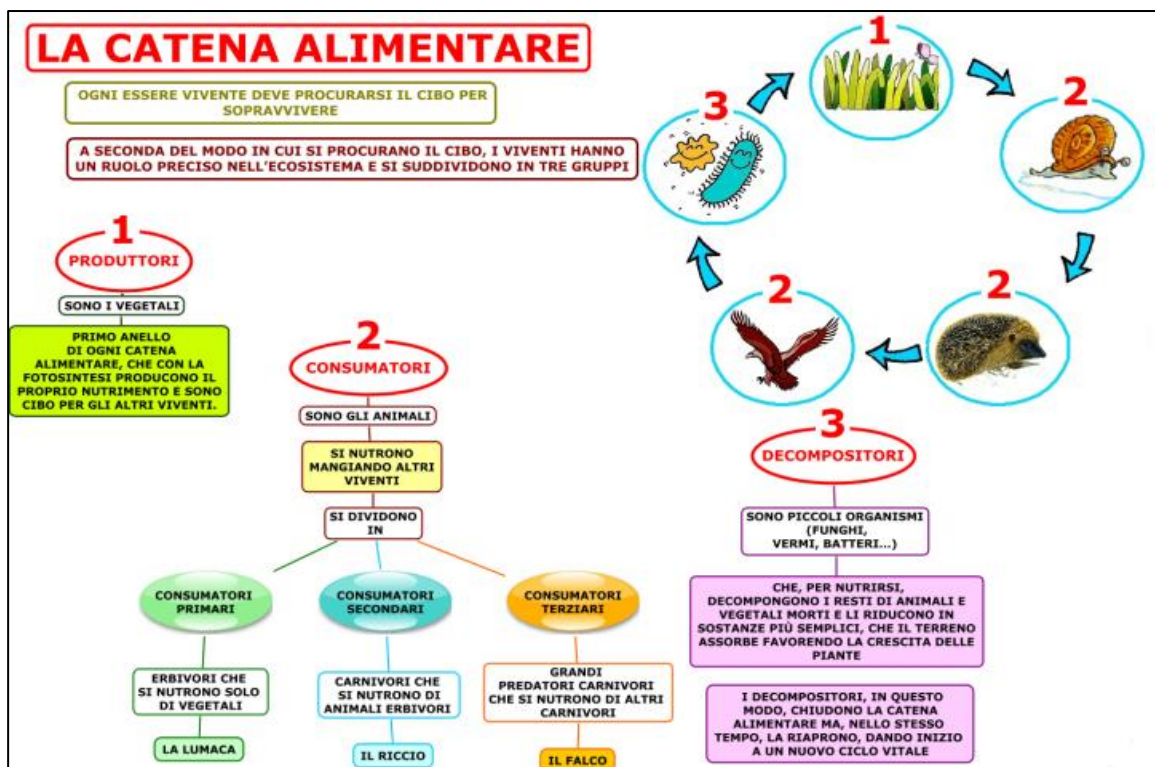 LA CATENA ALIMENTARE
OGNI ESSERE VIVENTE DEVE PROCURARSI IL CIBO PER
SOPRAVVIVERE
A SECONDA DEL MODO IN CUI SI PROCURANO IL CIBO, I VIVENTI HANNO
UN RUOLO PRECISO NELL'ECOSISTEMA E SI SUDDIVIDONO IN TRE GRUPPI
1
2
2
2
3
1
PRODUTTORI
SONO I VEGETALI
PRIMO ANELLO
DI OGNI CATENA
ALIMENTARE, CHE CON LA
FOTOSINTESI PRODUCONO IL
PROPRIO NUTRIMENTO E SONO
CIBO PER GLI ALTRI VIVENTI.
2
CONSUMATORI
SONO GLI ANIMALI
SI NUTRONO
MANGIANDO ALTRI
VIVENTI
SI DIVIDONO
IN
CONSUMATORI
PRIMARI
ERBIVORI CHE
SI NUTRONO SOLO
DI VEGETALI
LA LUMACA
CONSUMATORI
SECONDARI
CARNIVORI CHE
SI NUTRONO DI
ANIMALI ERBIVORI
IL RICCIO
CONSUMATORI
TERZIARI
GRANDI
PREDATORI CARNIVORI
CHE SI NUTRONO DI ALTRI
CARNIVORI
IL FALCO
3
DECOMPOSITORI
SONO PICCOLI ORGANISMI
(FUNGHI,
VERMI, BATTERI...)
CHE, PER NUTRIRSI,
DECOMPONGONO I RESTI DI ANIMALI E
VEGETALI MORTI E LI RIDUCONO IN
SOSTANZE PIÙ SEMPLICI, CHE IL TERRENO
ASSORBE FAVORENDO LA CRESCITA DELLE
PIANTE
I DECOMPOSITORI, IN QUESTO
MODO, CHIUDONO LA CATENA
ALIMENTARE MA, NELLO STESSO
TEMPO, LA RIAPRONO, DANDO INIZIO
A UN NUOVO CICLO VITALE